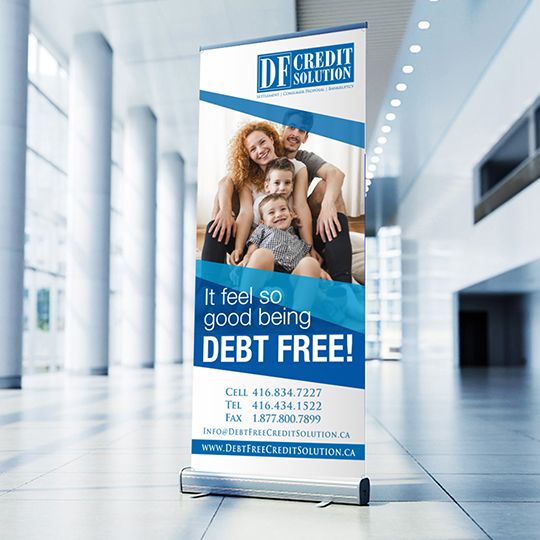 DF CREDIT
SOLUTION
Settlement | Consumer Proposal | Bankruptcy
It feel so
good being
DEBT FREE!
Cell 416.834.7227
Tel 416.434.1522
Fax 1.877.800.7899
Info@DebtFreeCreditSolution.ca
www.DebtFreeCreditSolution.ca